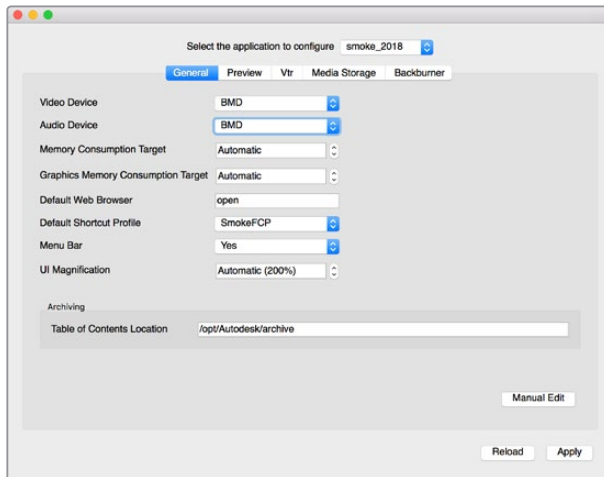 Select the application to configure smoke_2018
General Preview Vtr Media Storage Backburner
Video Device BMD
Audio Device BMD
Memory Consumption Target Automatic
Graphics Memory Consumption Target Automatic
Default Web Browser open
Default Shortcut Profile SmokeFCP
Menu Bar Yes
UI Magnification Automatic (200%)
Archiving
Table of Contents Location /opt/Autodesk/archive
Manual Edit
Reload Apply